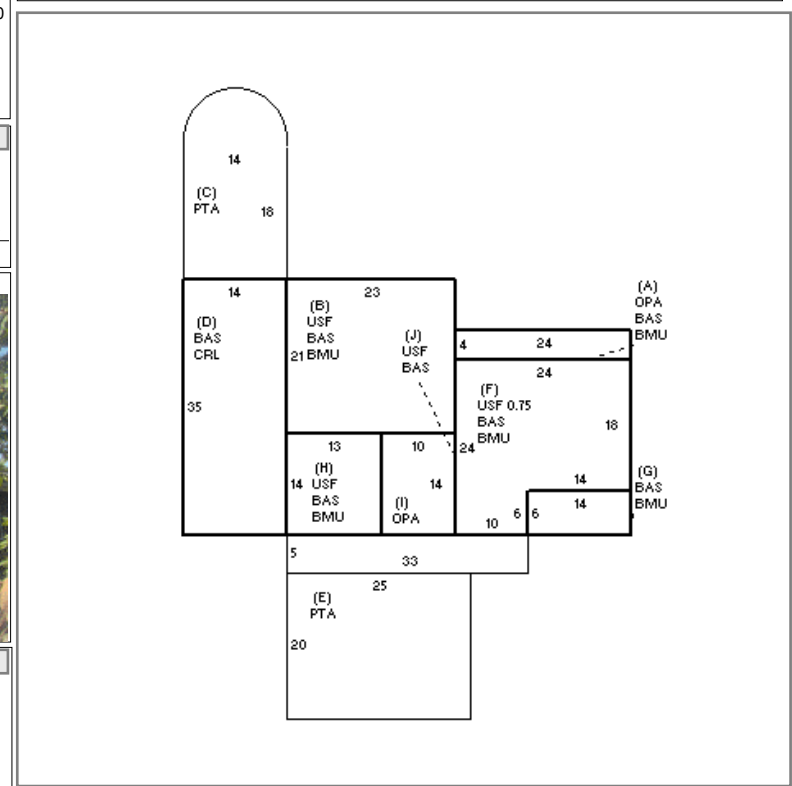 0
14
(C)
PTA
18
14
(D)
BAS
CRL
35
23
(B)
USF
BAS
21 BMU
(J)
USF
BAS
(A)
OPA
BAS
BMU
4
24
24
(F)
USF 0.75
BAS
BMU
18
24
13
14
(H)
USF
BAS
BMU
10
14
(I)
OPA
14
14
6
6
10
(G)
BAS
BMU
5
33
25
(E)
PTA
20